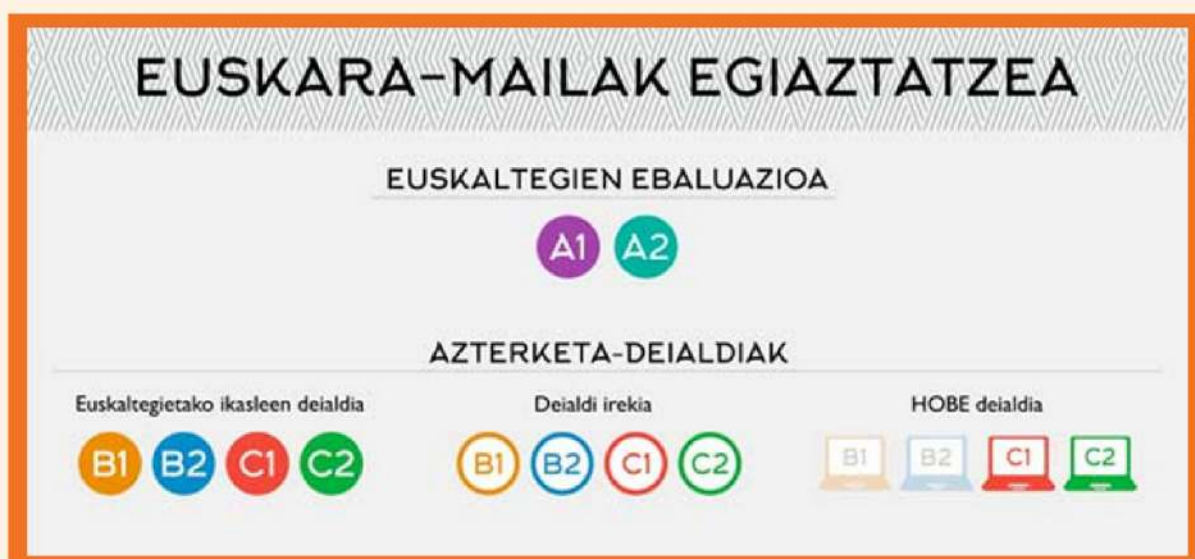 EUSKARA-MAILAK EGIAZTATZEA
EUSKALTEGIEN EBALUAZIOA
A1 A2
AZTERKETA-DEIALDIAK
Euskaltegietako ikasleen deialdia
B1 B2 C1 C2
Deialdi irekia
B1 B2 C1 C2
HOBE deialdia
B1 B2 C1 C2